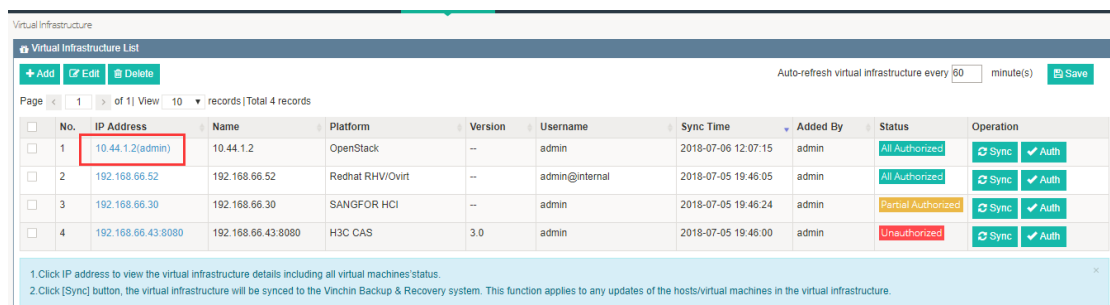 Virtual Infrastructure
Virtual Infrastructure List
Add Edit Delete Auto-refresh virtual infrastructure every 60 minute(s) Save
Page < 1 > of 1| View 10 records|Total 4 records
No. IP Address Name Platform Version Username Sync Time Added By Status Operation
1 10.44.1.2(admin) 10.44.1.2 OpenStack -- admin 2018-07-06 12:07:15 admin All Authorized Sync Auth
2 192.168.66.52 192.168.66.52 Redhat RHV/Ovirt -- admin@internal 2018-07-05 19:46:05 admin All Authorized Sync Auth
3 192.168.66.30 192.168.66.30 SANGFOR HCI -- admin 2018-07-05 19:46:24 admin Partial Authorized Sync Auth
4 192.168.66.43:8080 192.168.66.43:8080 H3C CAS 3.0 admin 2018-07-05 19:46:00 admin Unauthorized Sync Auth
1.Click IP address to view the virtual infrastructure details including all virtual machines'status.
2.Click [Sync] button, the virtual infrastructure will be synced to the Vinchin Backup & Recovery system. This function applies to any updates of the hosts/virtual machines in the virtual infrastructure.